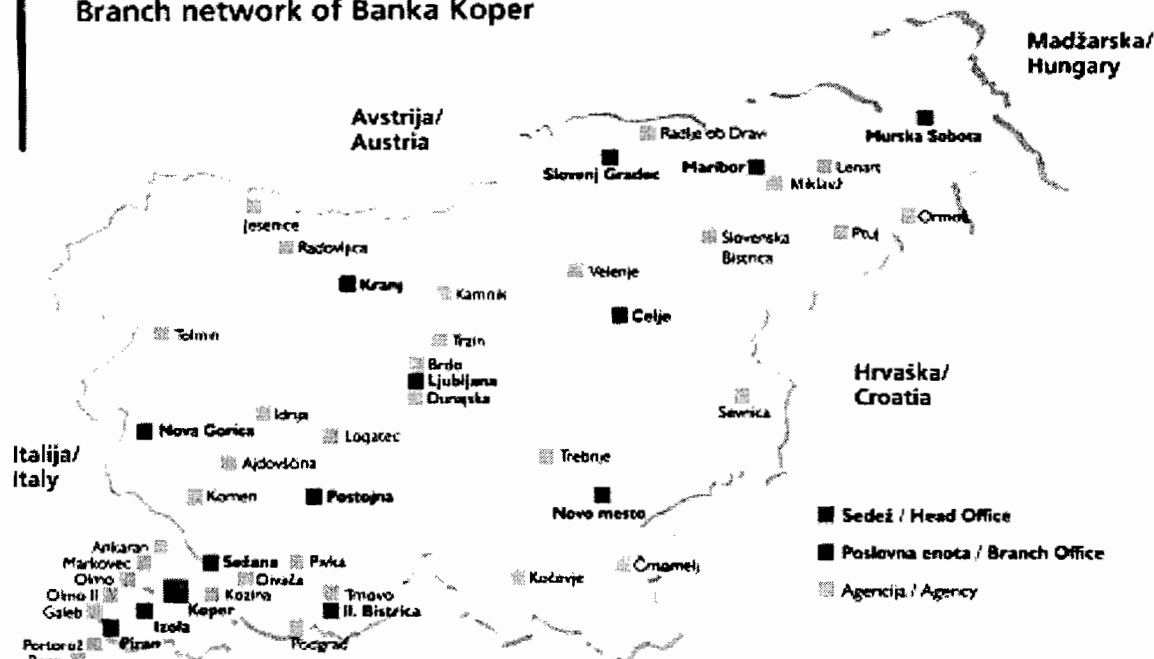 Branch network of Banka Koper
Madžarska/
Hungary
Avstrija/
Austria
Radlje ob Dravi
Murska Sobota
Slovenj Gradec
Maribor
Lenart
Miklavž
Jesenice
Ormož
Radovljica
Slovenska
Bistrica
Ptuj
Velenje
Kranj
Kamnik
Celje
Tolmin
Trzin
Brdo
Ljubljana
Dunajska
Hrvaška/
Croatia
Sevnica
Idrija
Nova Gorica
Logatec
Italija/
Italy
Ajdovščina
Trebnje
Komen
Postojna
Novo mesto
Sedež / Head Office
Poslovna enota / Branch Office
Agencija / Agency
Ankaran
Markovec
Sežana
Pivka
Olmo
Divača
Kočevje
Črnomelj
Olmo II
Kozina
Trnovo
Galeb
Koper
Il. Bistrica
Izola
Portorož
Piran
Podgrad